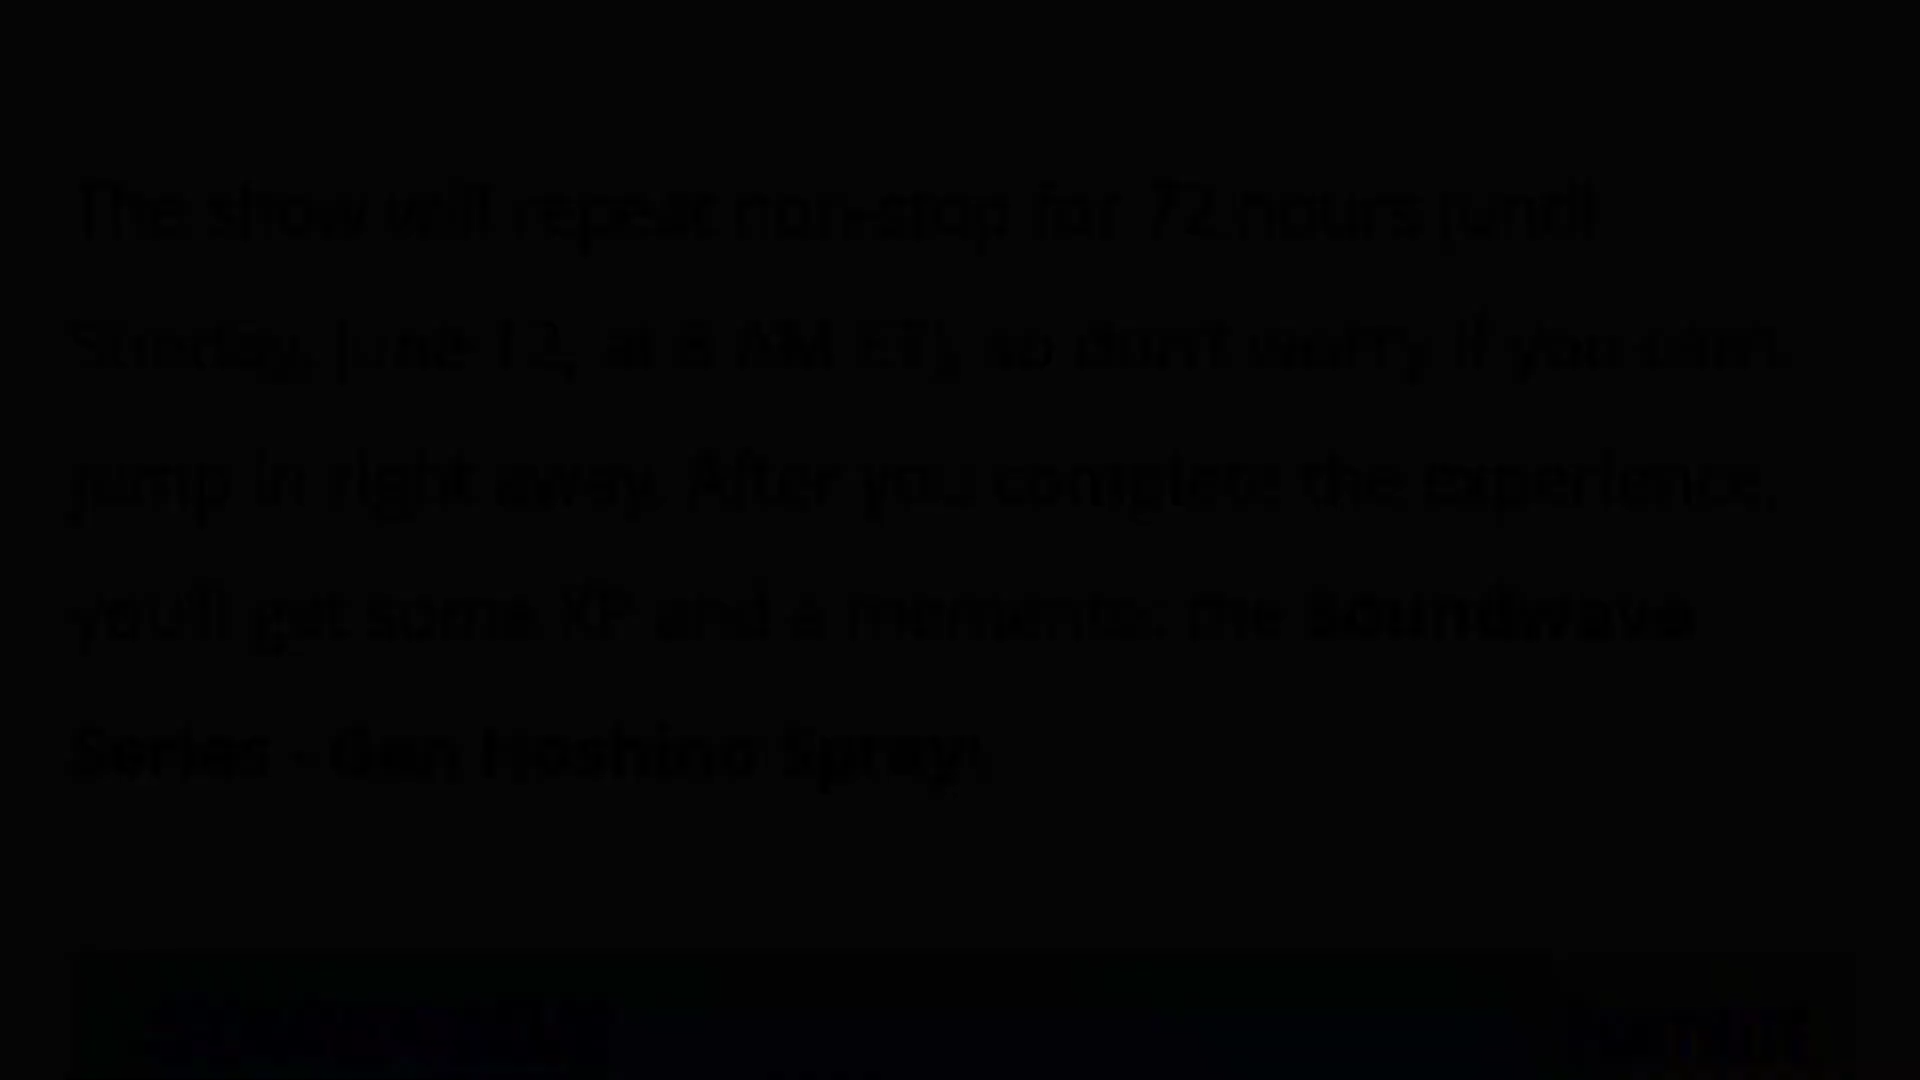 The show will repeat non-stop for 72 hours (until
Sunday, June 12, at 8 AM ET), so don't worry if you can't
jump in right away. After you complete the experience,
you'll get some XP and a memento: the Soundwave
Series - Gen Hoshino Spray!